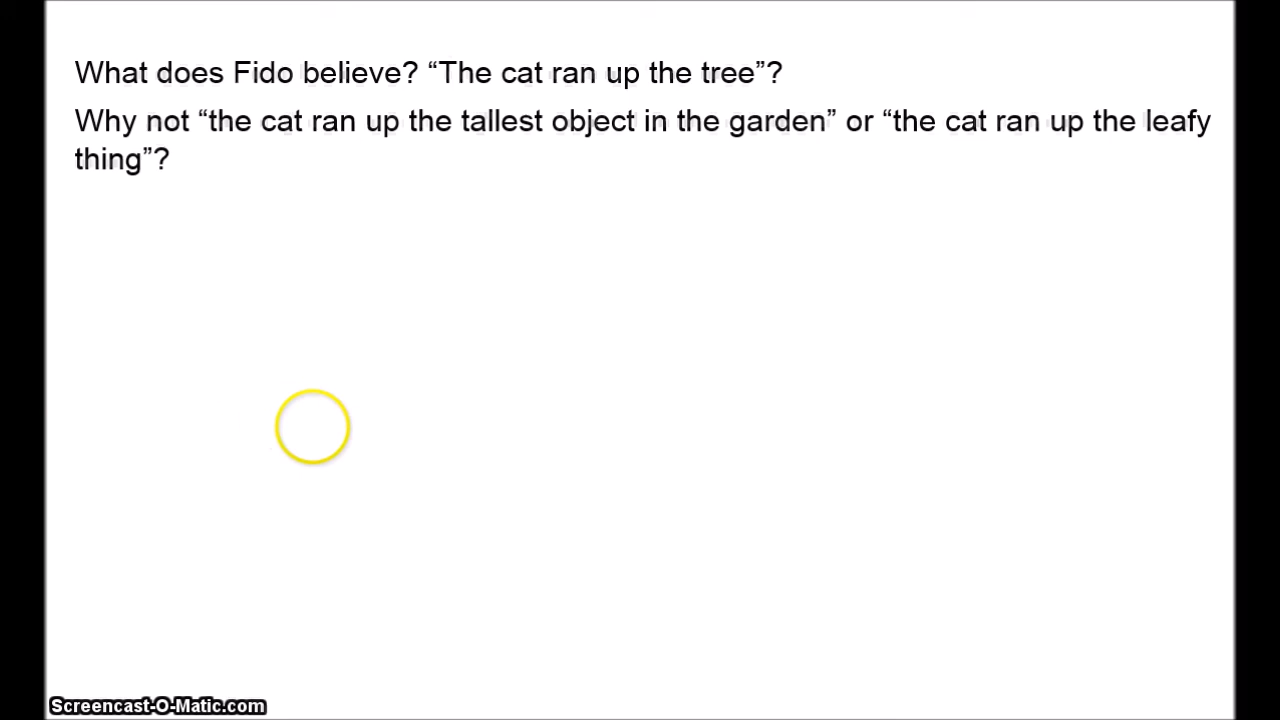 What does Fido believe? “The cat ran up the tree”?
Why not “the cat ran up the tallest object in the garden” or “the cat ran up the leafy
thing”?
Screencast-O-Matic.com